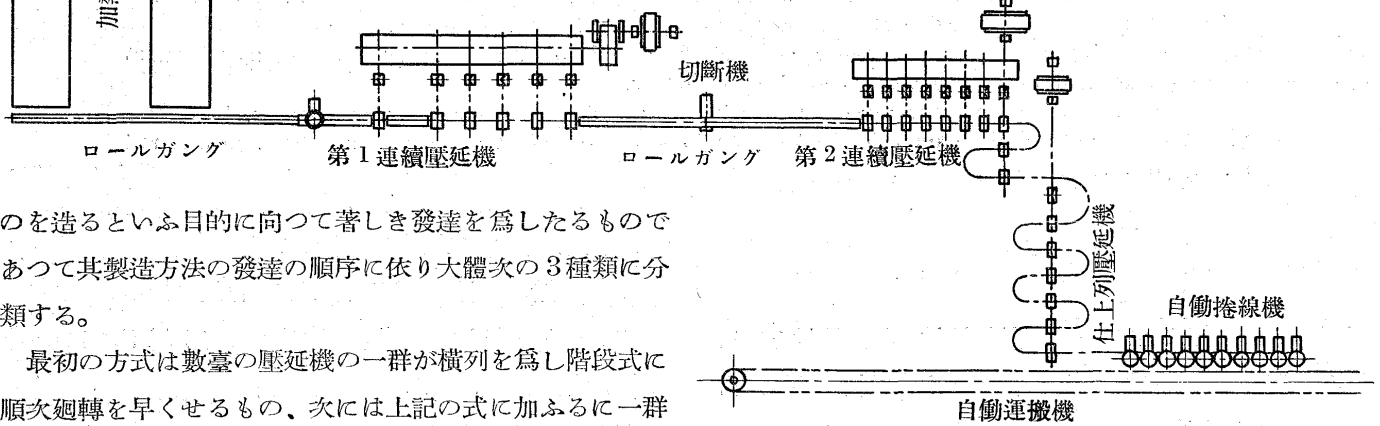 加
切斷機
ロールガング
第1連續壓延機
ロールガング
第2連續壓延機
仕上列壓延機
自働捲線機
自働運搬機
のを造るといふ目的に向つて著しき發達を爲したるもので
あつて其製造方法の發達の順序に依り大體次の3種類に分
類する。
最初の方式は數臺の壓延機の一群が横列を爲し階段式に
順次廻轉を早くせるもの、次には上記の式に加ふるに一群